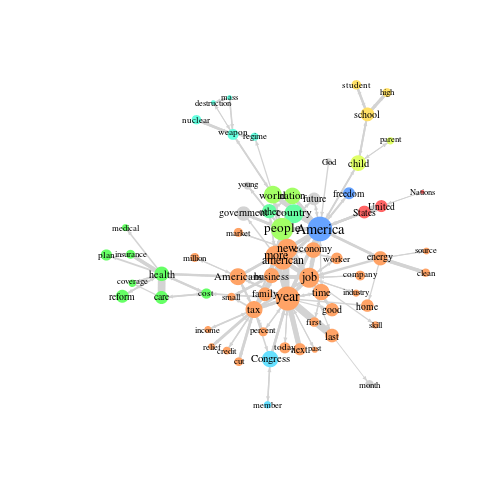 student
high
mass
destruction
school
nuclear
weapon
regime
parent
God
child
young
world
nation
freedom
Nations
future
United
government
other
country
States
medical
people
America
market
new
economy
plan
insurance
more
million
american
worker
energy
source
health
American
business
job
company
clean
coverage
reform
care
cost
small
family
year
time
industry
home
tax
good
skill
income
percent
first
last
relief
credit
today
next
past
cut
Congress
month
member